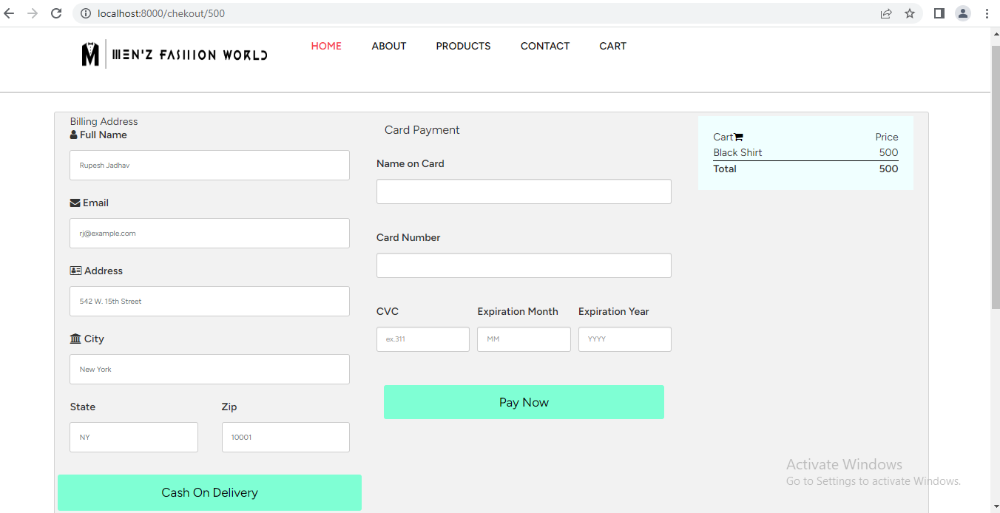 localhost:8000/chekout/500
MEN'Z FASHION WORLD
HOME ABOUT PRODUCTS CONTACT CART
Billing Address
Full Name
Rupesh Jadhav
Email
rj@example.com
Address
542 W. 15th Street
City
New York
State Zip
NY 10001
Cash On Delivery
Card Payment
Name on Card
Card Number
CVC Expiration Month Expiration Year
ex.311 MM YYYY
Pay Now
Cart Price
Black Shirt 500
Total 500
Activate Windows
Go to Settings to activate Windows.